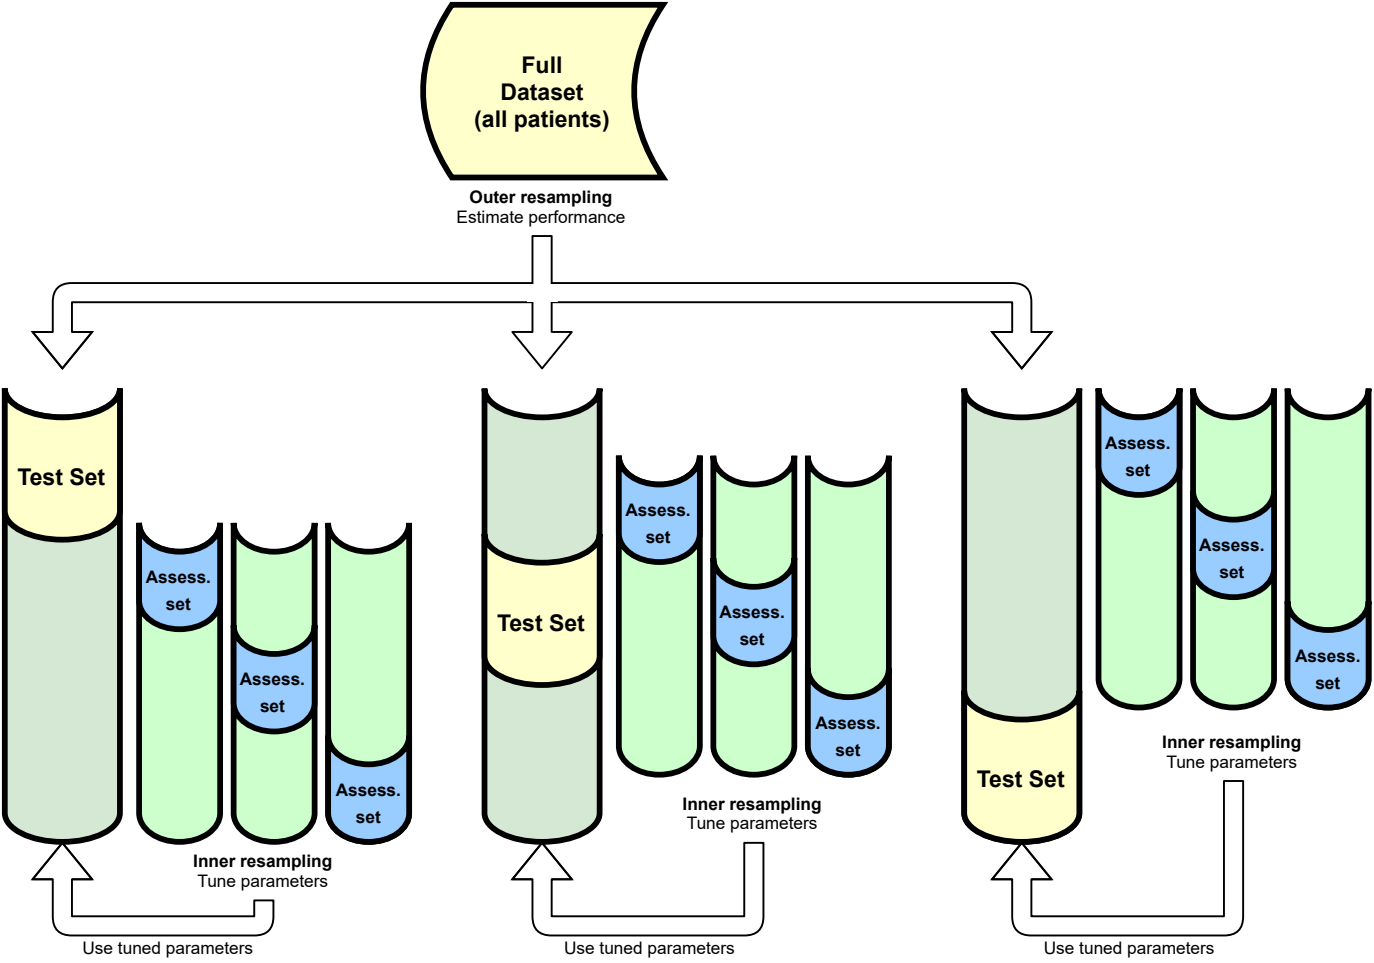 Full
Dataset
(all patients)
Outer resampling
Estimate performance
Test Set
Assess.
set
Assess.
set
Assess.
set
Inner resampling
Tune parameters
Use tuned parameters
Test Set
Assess.
set
Assess.
set
Assess.
set
Inner resampling
Tune parameters
Use tuned parameters
Test Set
Assess.
set
Assess.
set
Assess.
set
Inner resampling
Tune parameters
Use tuned parameters